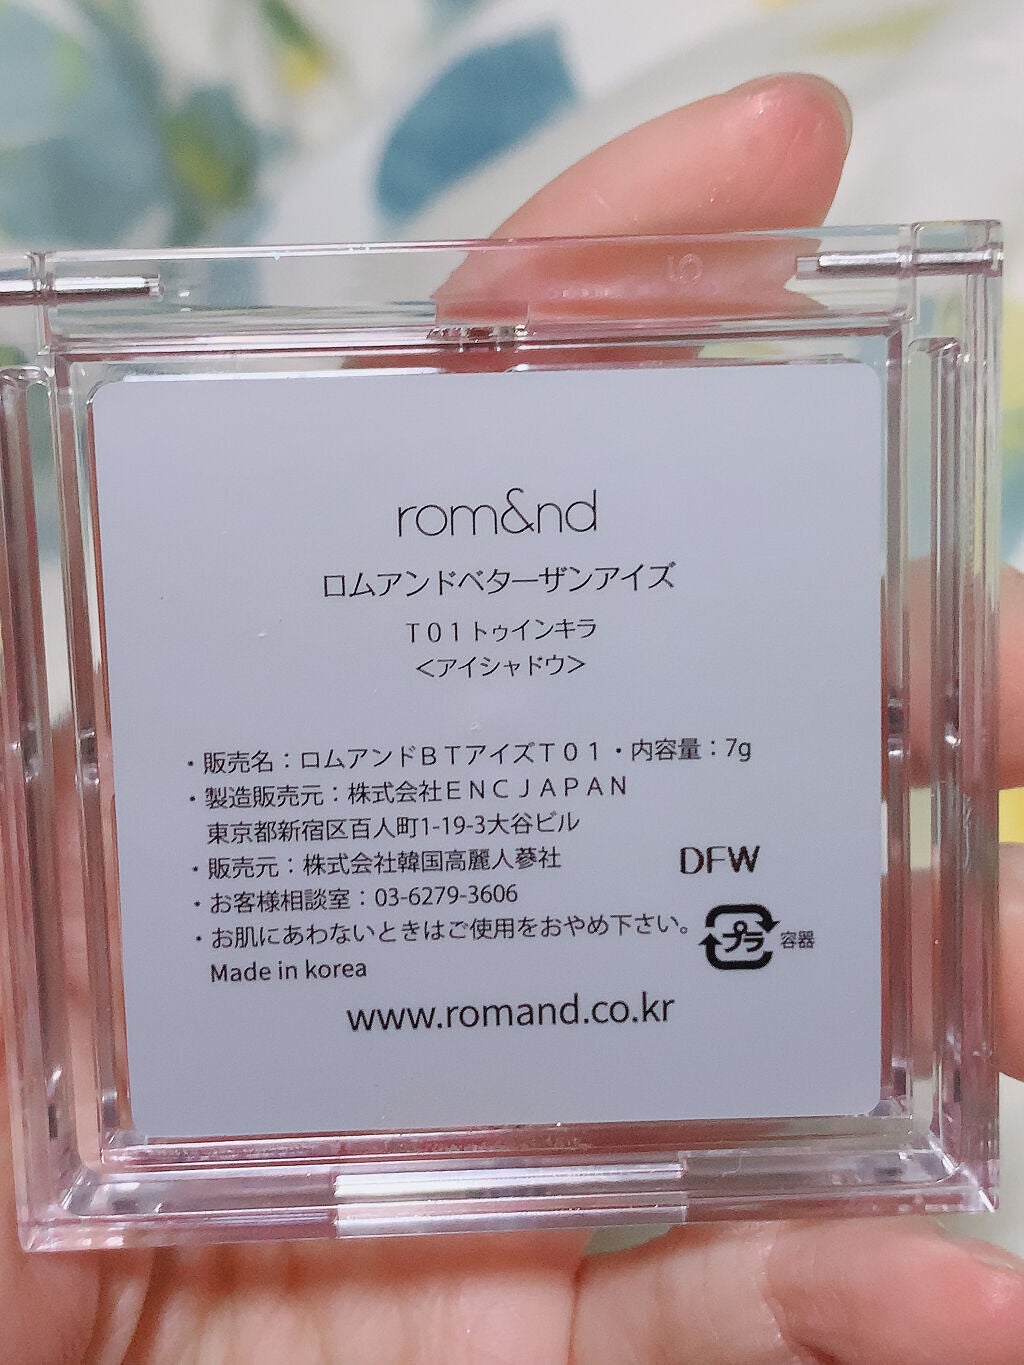 rom&nd
ロムアンドベターザンアイズ
T01トゥインキラ
<アイシャドウ>
・販売名：ロムアンドBTアイズT01・内容量：7g
・製造販売元：株式会社ENCJAPAN
東京都新宿区百人町1-19-3大谷ビル
・販売元：株式会社韓国高麗人蔘社
・お客様相談室：03-6279-3606
・お肌にあわないときはご使用をおやめ下さい。
Made in korea
DFW
プラ 容器
www.romand.co.kr
5